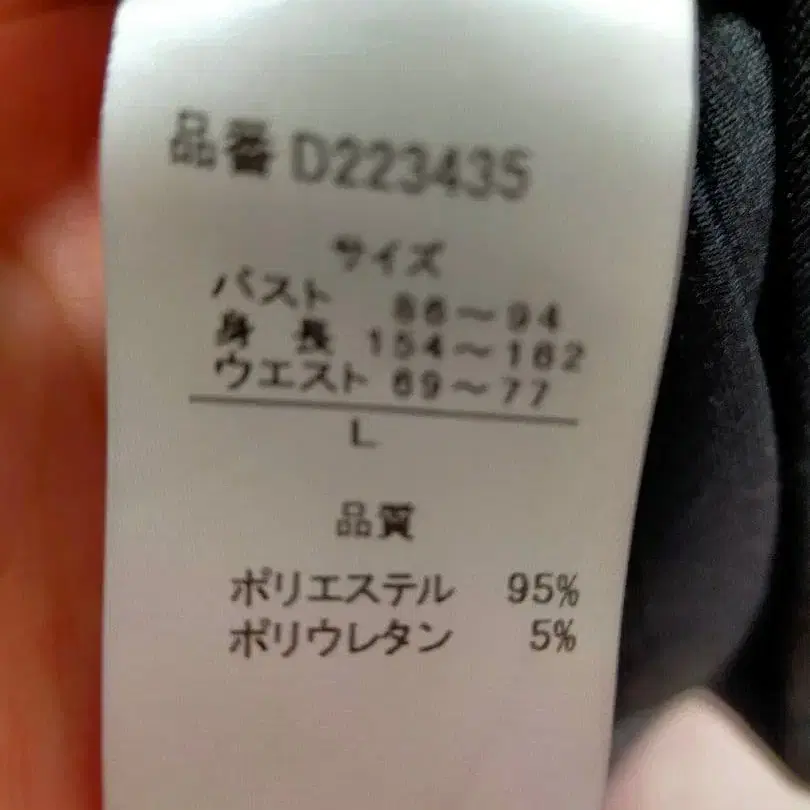 品番 D223435
サイズ
バスト 86～94
身長 154～162
ウエスト 69～77
L
品質
ポリエステル 95%
ポリウレタン 5%